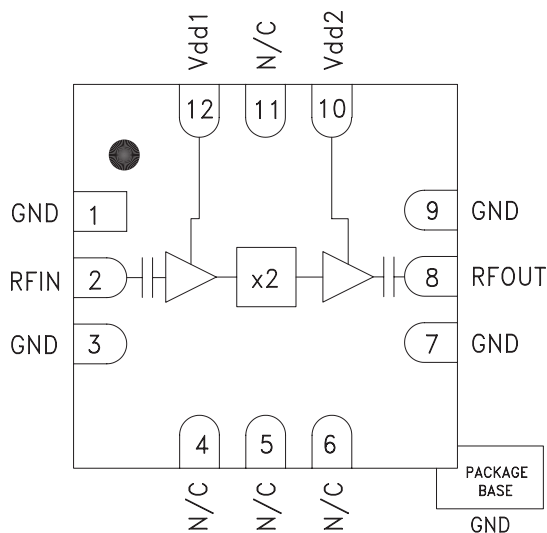 Vdd1
N/C
Vdd2
12
11
10
GND
1
9
GND
RFIN
2
x2
8
RFOUT
GND
3
7
GND
4
5
6
N/C
N/C
N/C
PACKAGE
BASE
GND